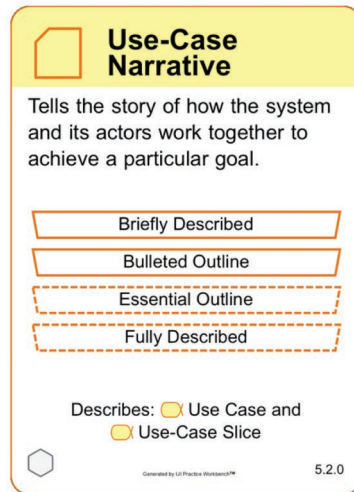 Use-Case
Narrative
Tells the story of how the system
and its actors work together to
achieve a particular goal.
Briefly Described
Bulleted Outline
Essential Outline
Fully Described
Describes: Use Case and
Use-Case Slice
Generated by IJI Practice Workbench™
5.2.0